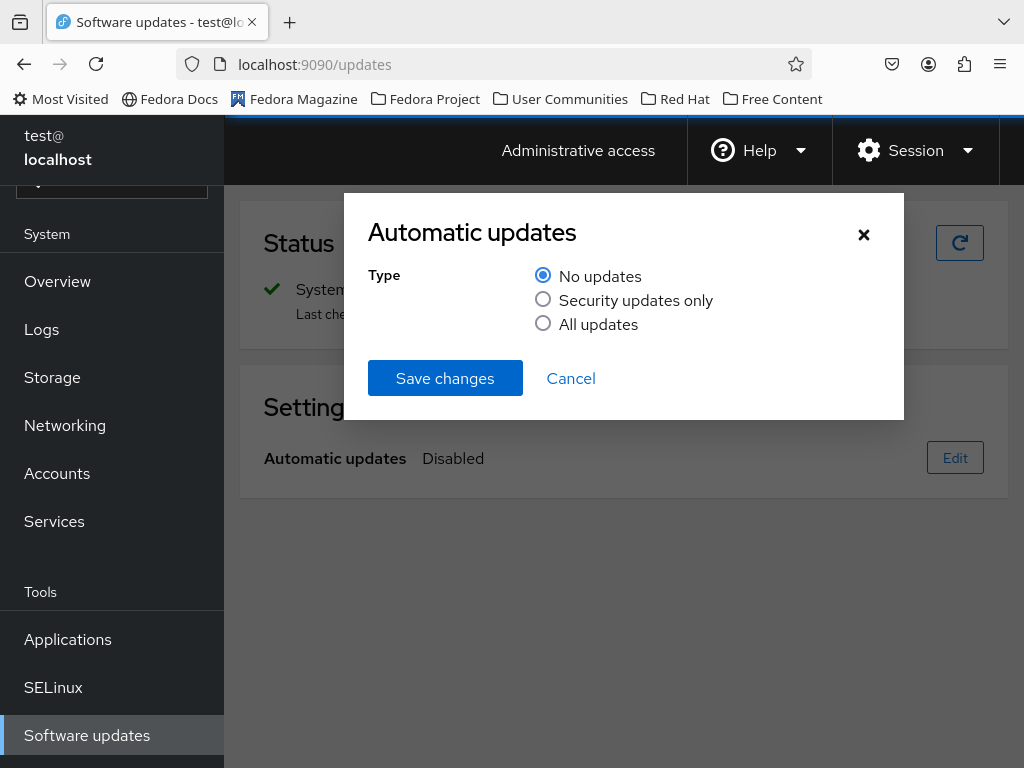 Software updates - test@lo
localhost:9090/updates
Most Visited
Fedora Docs
Fedora Magazine
Fedora Project
User Communities
Red Hat
Free Content
test@
localhost
Administrative access
Help
Session
System
Overview
Logs
Storage
Networking
Accounts
Services
Tools
Applications
SELinux
Software updates
Status
System
Last che
Setting
Automatic updates Disabled
Edit
Automatic updates
Type
No updates
Security updates only
All updates
Save changes
Cancel